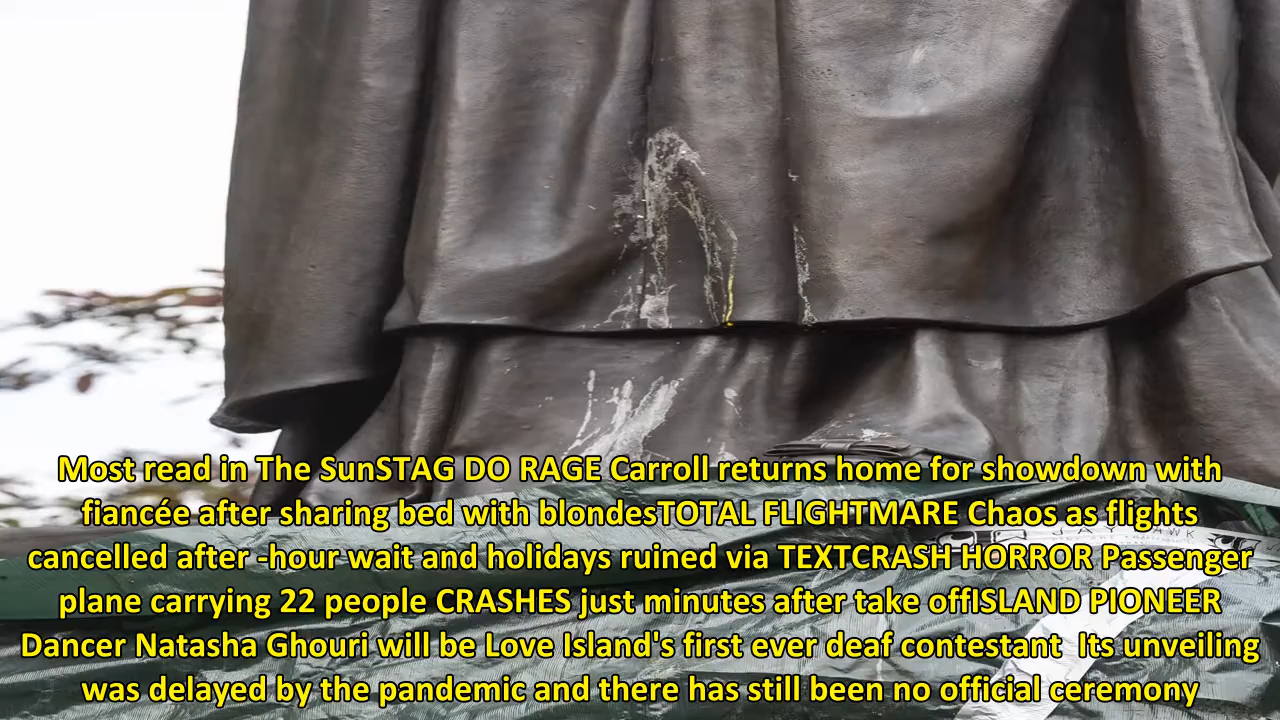 Most read in The SunSTAG DO RAGE Carroll returns home for showdown with
fiancée after sharing bed with blondesTOTAL FLIGHTMARE Chaos as flights
cancelled after -hour wait and holidays ruined via TEXTCRASH HORROR Passenger
plane carrying 22 people CRASHES just minutes after take offISLAND PIONEER
Dancer Natasha Ghouri will be Love Island's first ever deaf contestant  Its unveiling
was delayed by the pandemic and there has still been no official ceremony